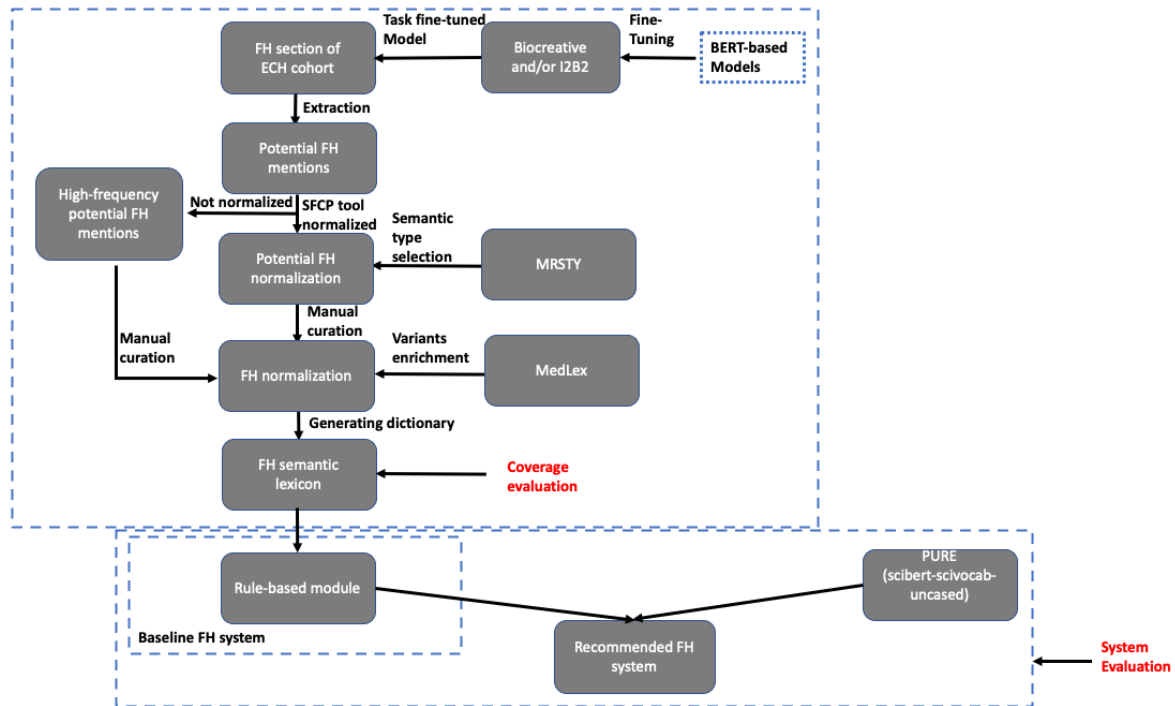 FH section of
ECH cohort
Task fine-tuned
Model
Biocreative
and/or I2B2
Fine-
Tuning
BERT-based
Models
Extraction
Potential FH
mentions
High-frequency
potential FH
mentions
Not normalized
SFCP tool
normalized
Potential FH
normalization
Semantic
type
selection
MRSTY
Manual
curation
Manual
curation
FH normalization
Variants
enrichment
MedLex
Generating dictionary
FH semantic
lexicon
Coverage
evaluation
Rule-based module
Baseline FH system
PURE
(scibert-scivocab-
uncased)
Recommended FH
system
System
Evaluation